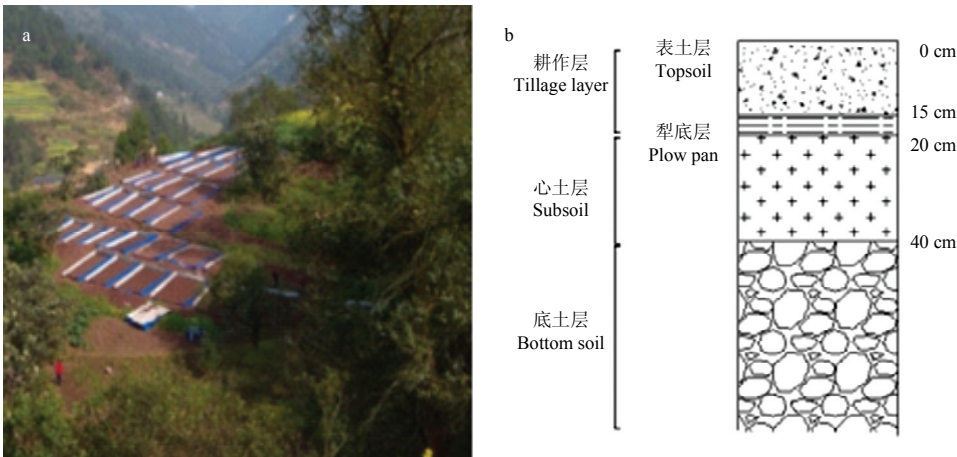 a
b
耕作层
Tillage layer
表土层
Topsoil
0 cm
15 cm
犁底层
Plow pan
20 cm
心土层
Subsoil
40 cm
底土层
Bottom soil